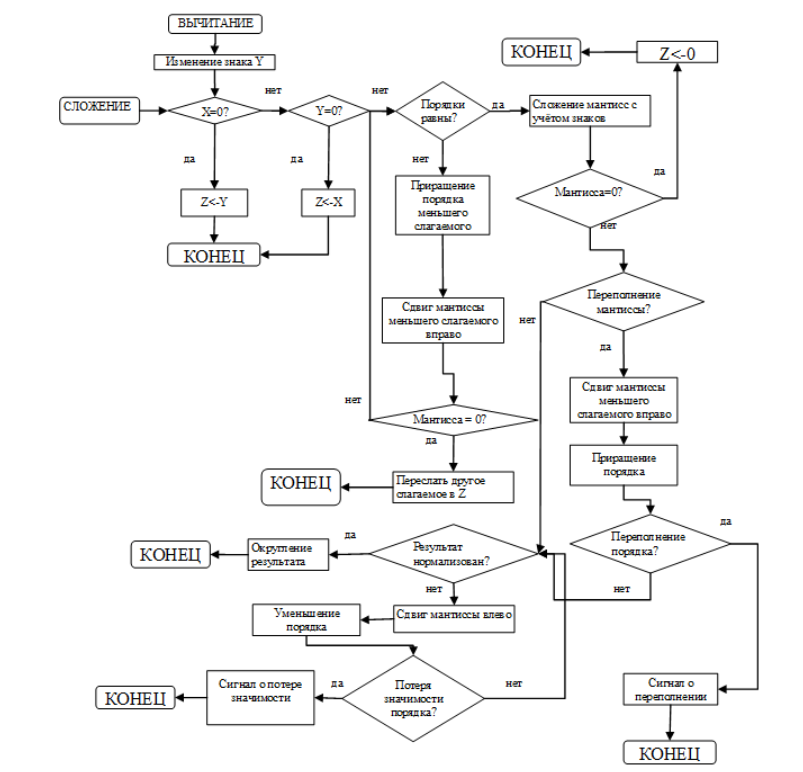 ВЫЧИТАНИЕ
Изменение знака Y
СЛОЖЕНИЕ
X=0?
нет
Y=0?
нет
да
да
Z<-Y
Z<-X
КОНЕЦ
Порядки
равны?
да
нет
Сложение мантисс с
учётом знаков
КОНЕЦ
Z<-0
Мантисса=0?
да
нет
Приращение
порядка
меньшего
слагаемого
Сдвиг мантиссы
меньшего слагаемого
вправо
нет
Мантисса = 0?
да
КОНЕЦ
Переслать другое
слагаемое в Z
Переполнение
мантиссы?
нет
да
Сдвиг мантиссы
меньшего
слагаемого вправо
Приращение
порядка
Переполнение
порядка?
да
нет
КОНЕЦ
Округление
результата
да
Результат
нормализован?
нет
Сдвиг мантиссы влево
Уменьшение
порядка
КОНЕЦ
Сигнал о потере
значимости
да
Потеря
значимости
порядка?
нет
Сигнал о
переполнении
КОНЕЦ